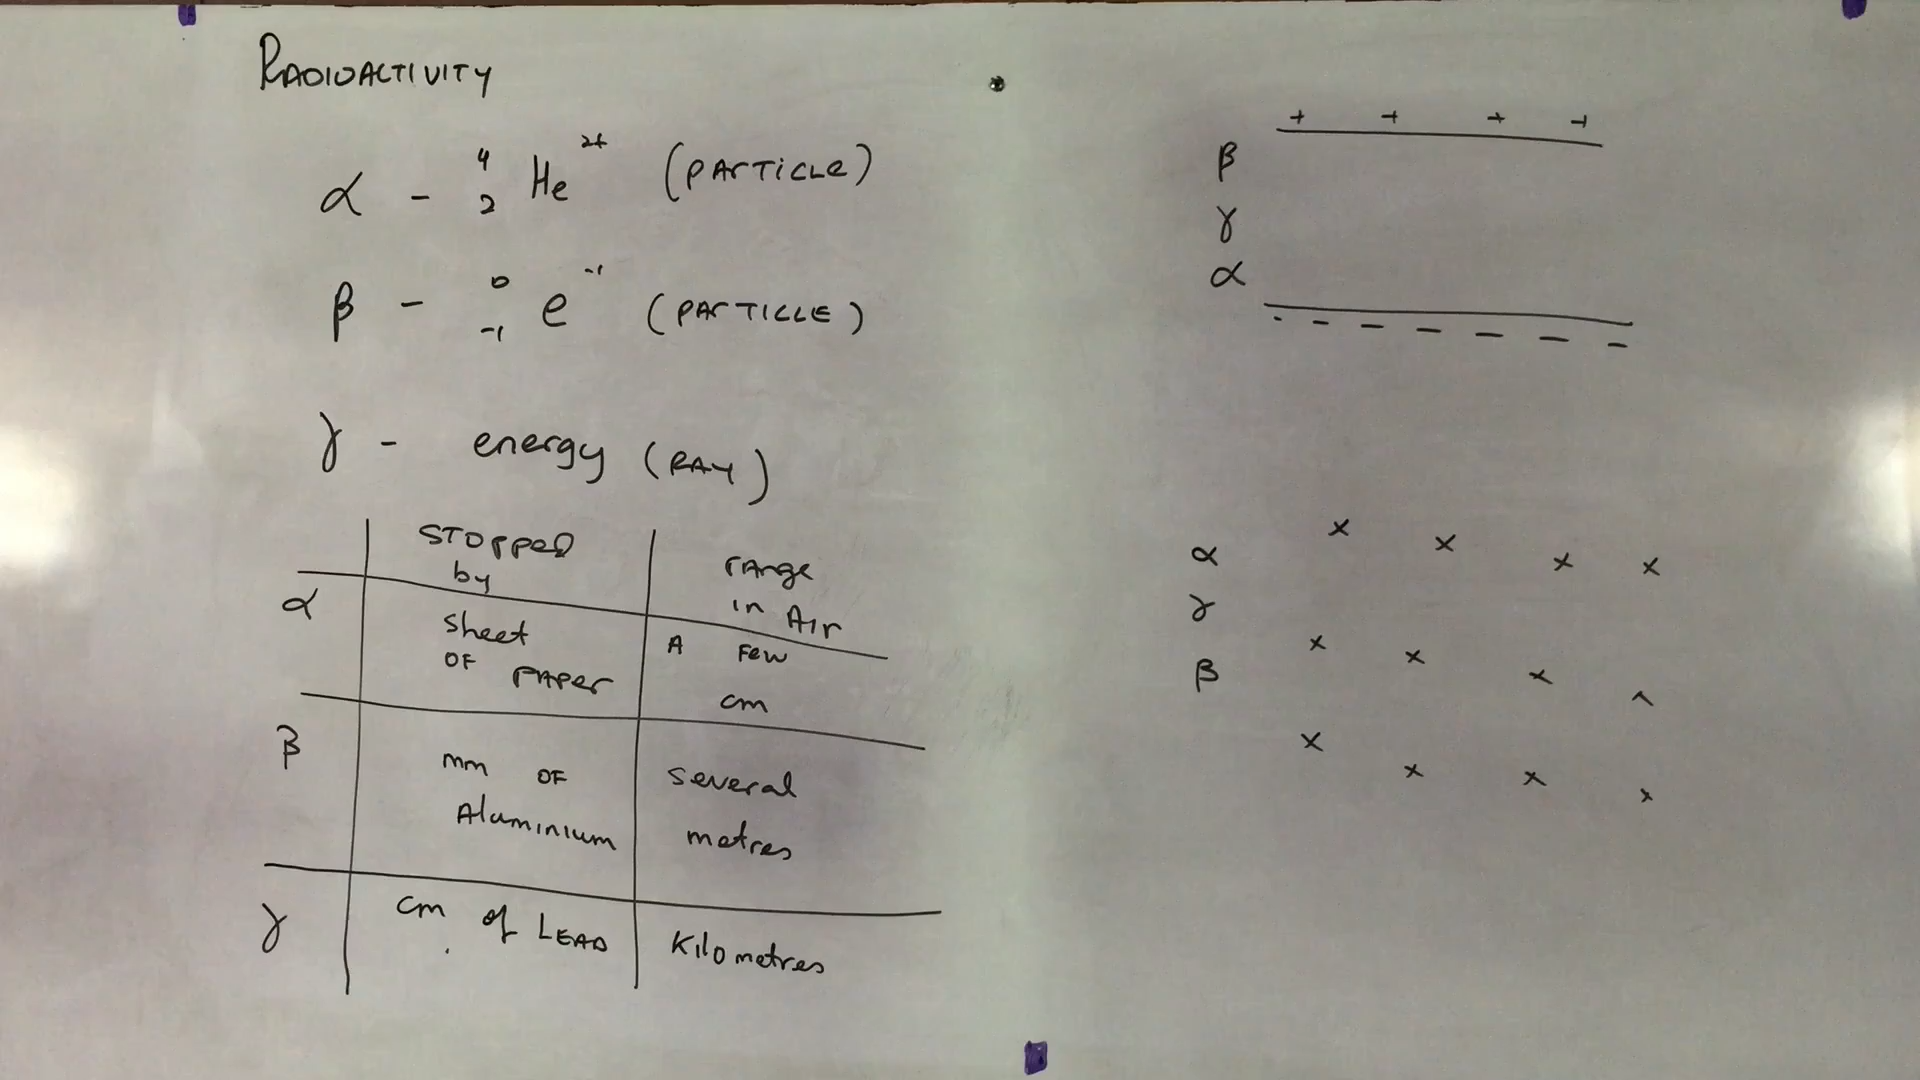 RADIOACTIVITY
α - ⁴₂He²⁺ (PARTICLE)
β - ⁰₋₁e⁻¹ (PARTICLE)
γ - energy (RAY)
STOPPED by
range in Air
α sheet OF PAPER A Few cm
β mm OF Aluminium several metres
γ cm of LEAD Kilometres
+ + + +
β
γ
α
- - - - - - -
α × × × ×
γ
× × × ×
β
× × × ×